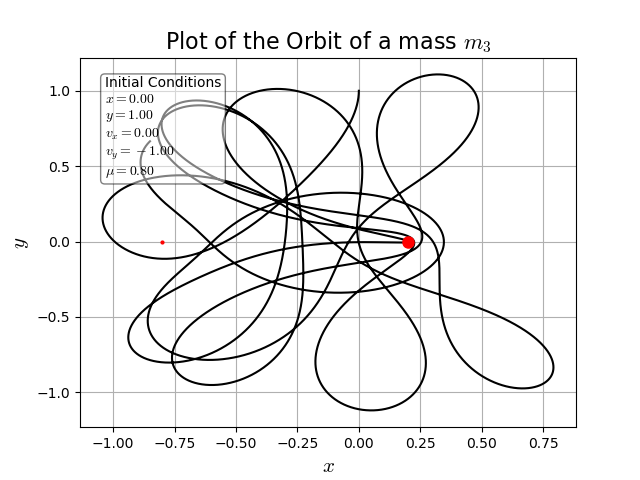 Plot of the Orbit of a mass m₃
Initial Conditions
x = 0.00
y = 1.00
vₓ = 0.00
v_y = −1.00
μ = 0.80
1.0
0.5
0.0
−0.5
−1.0
y
−1.00 −0.75 −0.50 −0.25 0.00 0.25 0.50 0.75
x